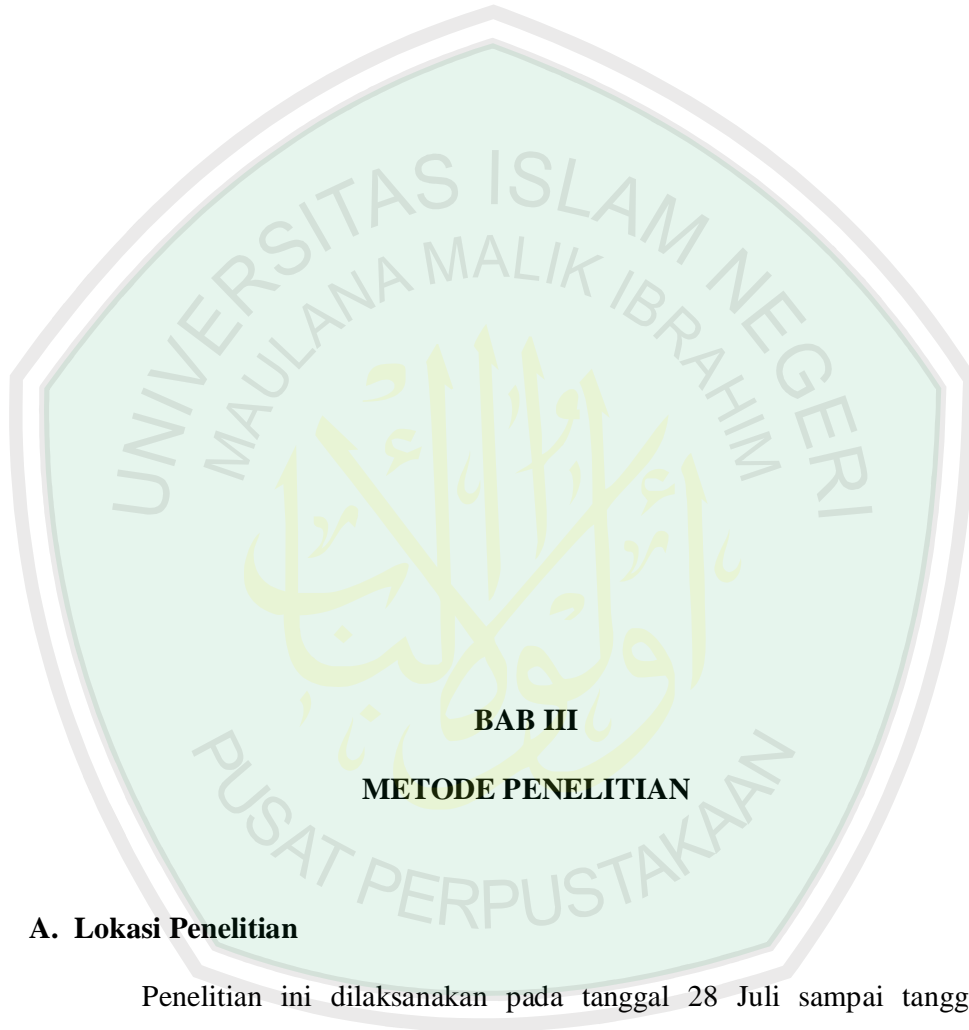 UNIVERSITAS ISLAM NEGERI
MAULANA MALIK IBRAHIM
BAB III
METODE PENELITIAN
PUSAT PERPUSTAKAAN
A. Lokasi Penelitian
Penelitian ini dilaksanakan pada tanggal 28 Juli sampai tangg